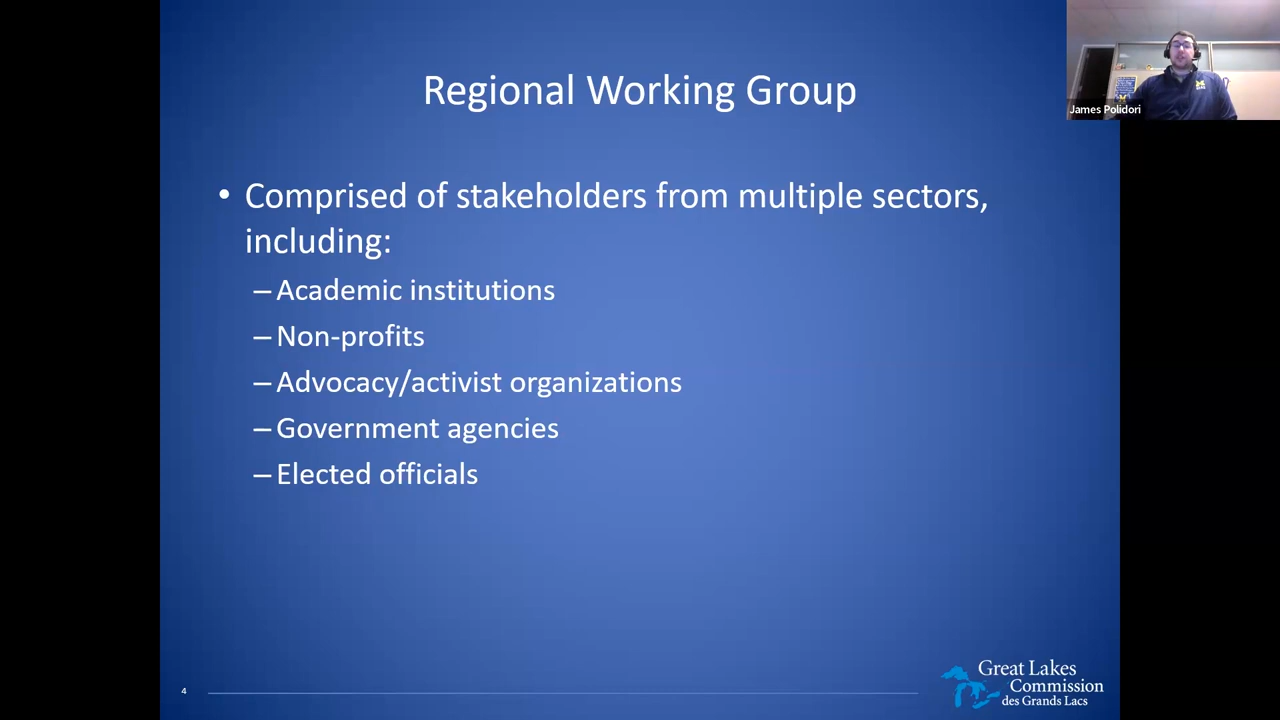 Regional Working Group
James Polidori
• Comprised of stakeholders from multiple sectors,
including:
– Academic institutions
– Non-profits
– Advocacy/activist organizations
– Government agencies
– Elected officials
4
Great Lakes
Commission
des Grands Lacs